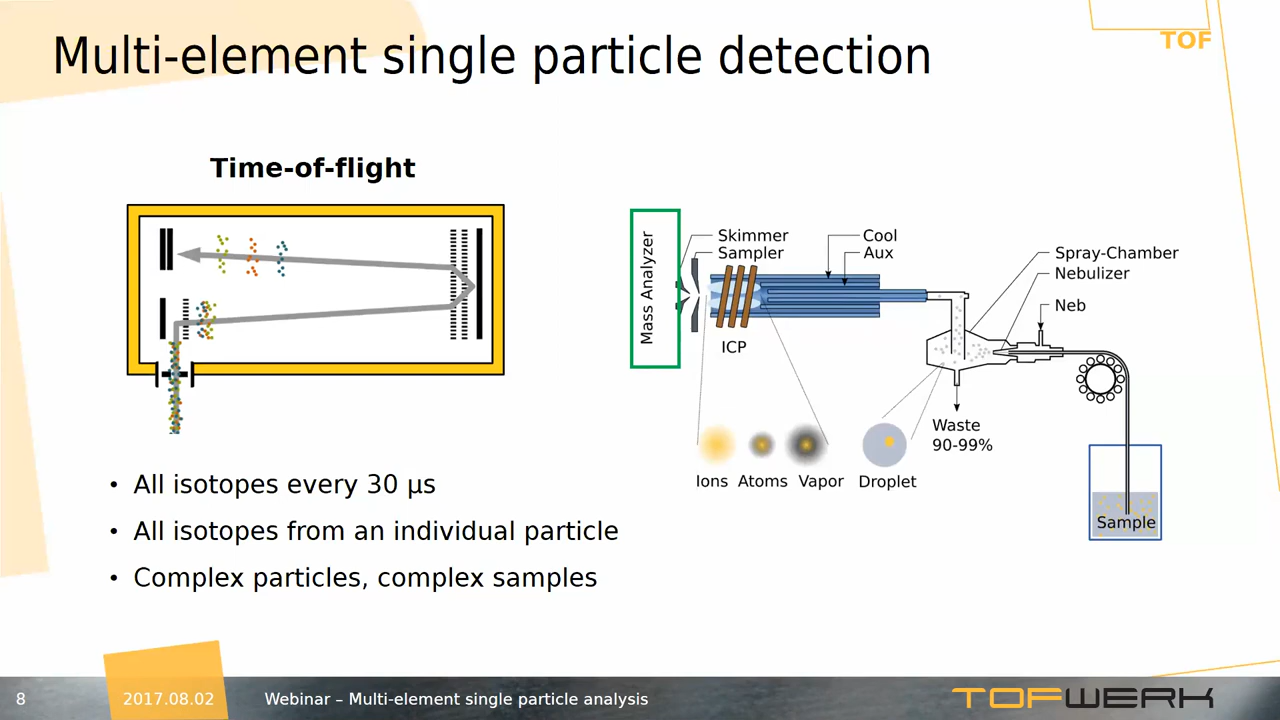 Multi-element single particle detection
TOF
Time-of-flight
Mass Analyzer
Skimmer
Sampler
Cool
Aux
ICP
Spray-Chamber
Nebulizer
Neb
Waste
90-99%
Ions Atoms Vapor Droplet
Sample
• All isotopes every 30 µs
• All isotopes from an individual particle
• Complex particles, complex samples
8 2017.08.02 Webinar – Multi-element single particle analysis TOFWERK